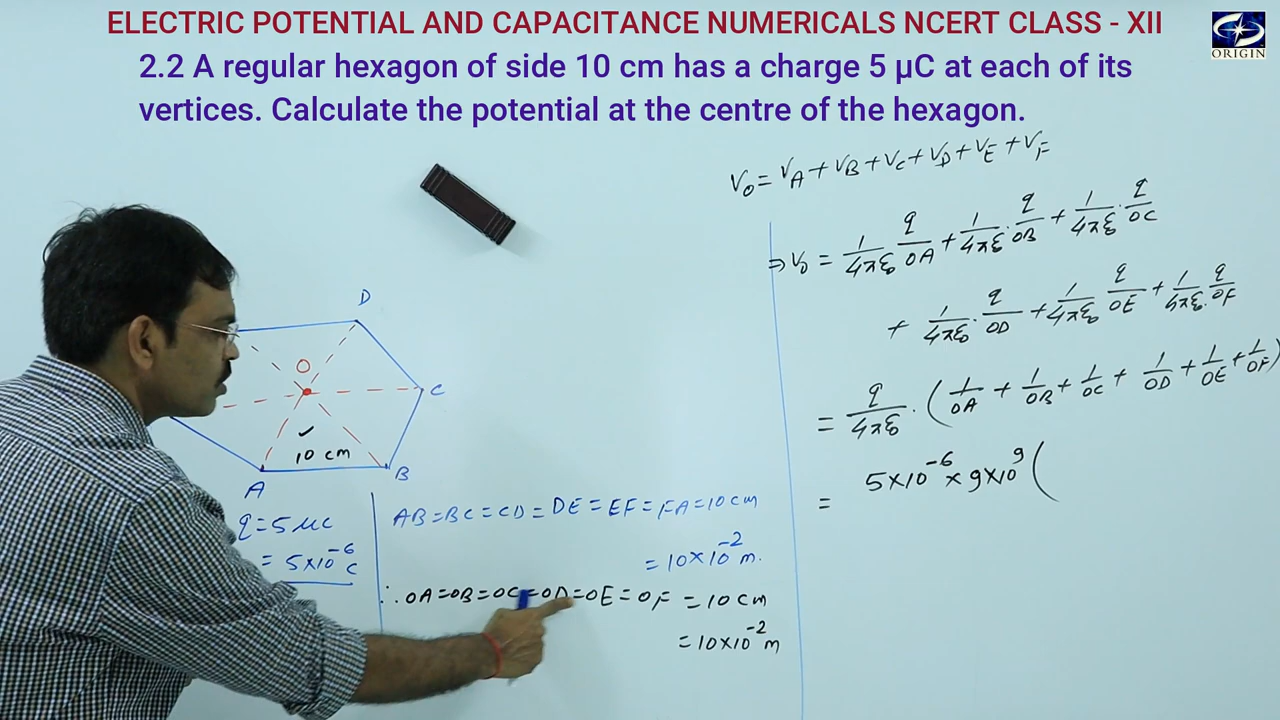 ELECTRIC POTENTIAL AND CAPACITANCE NUMERICALS NCERT CLASS - XII
ORIGIN
2.2 A regular hexagon of side 10 cm has a charge 5 μC at each of its
vertices. Calculate the potential at the centre of the hexagon.
V₀ = V_A + V_B + V_C + V_D + V_E + V_F
⇒ V₀ = 1/4πε₀ q/OA + 1/4πε₀ · q/OB + 1/4πε₀ · q/OC
+ 1/4πε₀ · q/OD + 1/4πε₀ q/OE + 1/4πε₀ · q/OF
= q/4πε₀ · (1/OA + 1/OB + 1/OC + 1/OD + 1/OE + 1/OF)
= 5×10⁻⁶ × 9×10⁹ (
D
O
C
10 cm
A
B
q = 5 μc
= 5×10⁻⁶ c
AB = BC = CD = DE = EF = FA = 10 cm
= 10×10⁻² m.
∴ OA = OB = OC = OD = OE = OF = 10 cm
= 10×10⁻² m